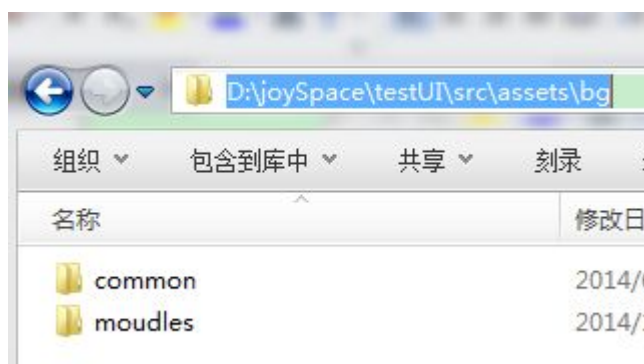 D:\joySpace\testUI\src\assets\bg
组织 包含到库中 共享 刻录
名称 修改日
common 2014/
moudles 2014/